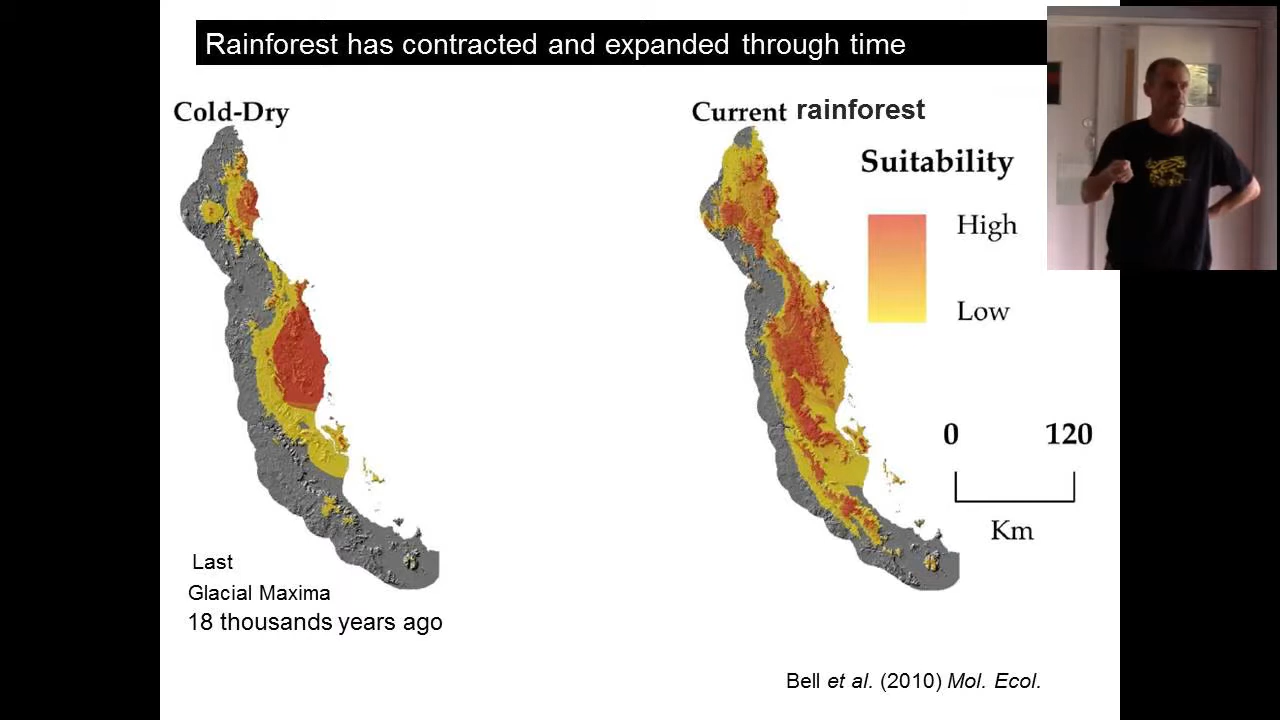 Rainforest has contracted and expanded through time
Cold-Dry
Current rainforest
Suitability
High
Low
0 120
Km
Last
Glacial Maxima
18 thousands years ago
Bell et al. (2010) Mol. Ecol.